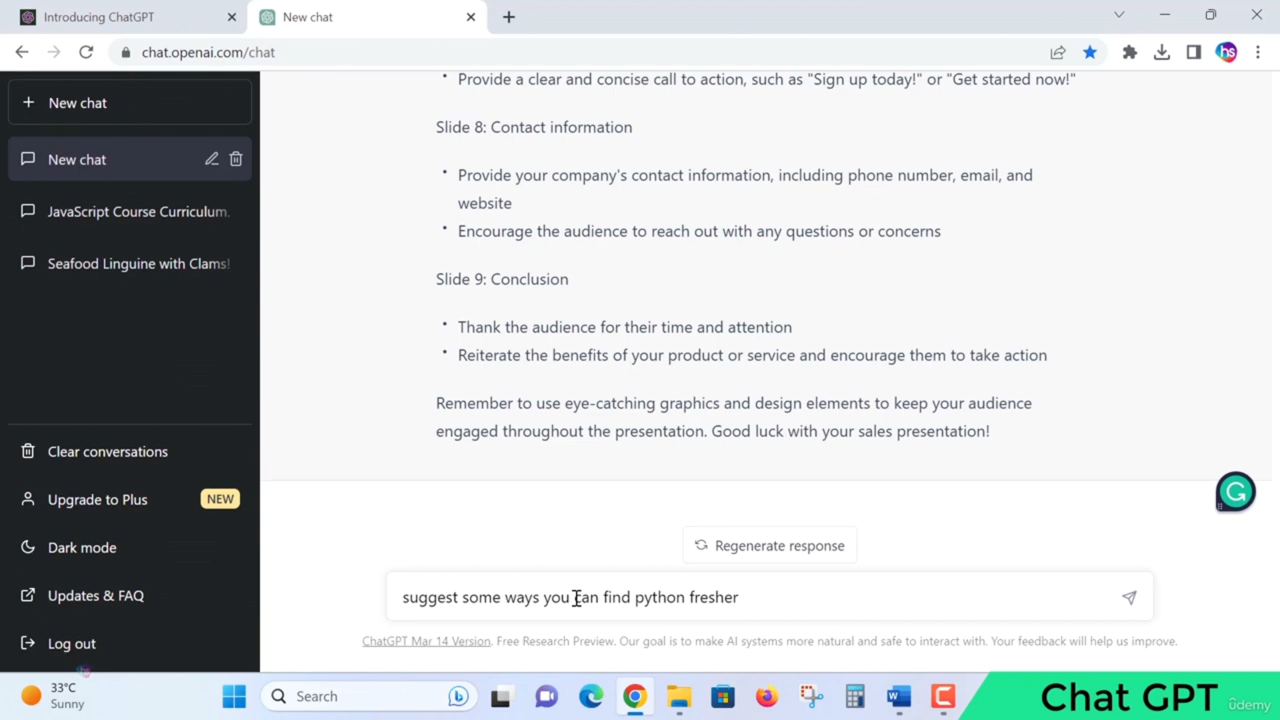 Introducing ChatGPT
New chat
chat.openai.com/chat
hs
New chat
New chat
JavaScript Course Curriculum.
Seafood Linguine with Clams!
Clear conversations
Upgrade to Plus NEW
Dark mode
Updates & FAQ
Log out
• Provide a clear and concise call to action, such as "Sign up today!" or "Get started now!"
Slide 8: Contact information
• Provide your company's contact information, including phone number, email, and
website
• Encourage the audience to reach out with any questions or concerns
Slide 9: Conclusion
• Thank the audience for their time and attention
• Reiterate the benefits of your product or service and encourage them to take action
Remember to use eye-catching graphics and design elements to keep your audience
engaged throughout the presentation. Good luck with your sales presentation!
Regenerate response
suggest some ways you can find python fresher
ChatGPT Mar 14 Version. Free Research Preview. Our goal is to make AI systems more natural and safe to interact with. Your feedback will help us improve.
33°C
Sunny
Search
Chat GPT
ûdemy